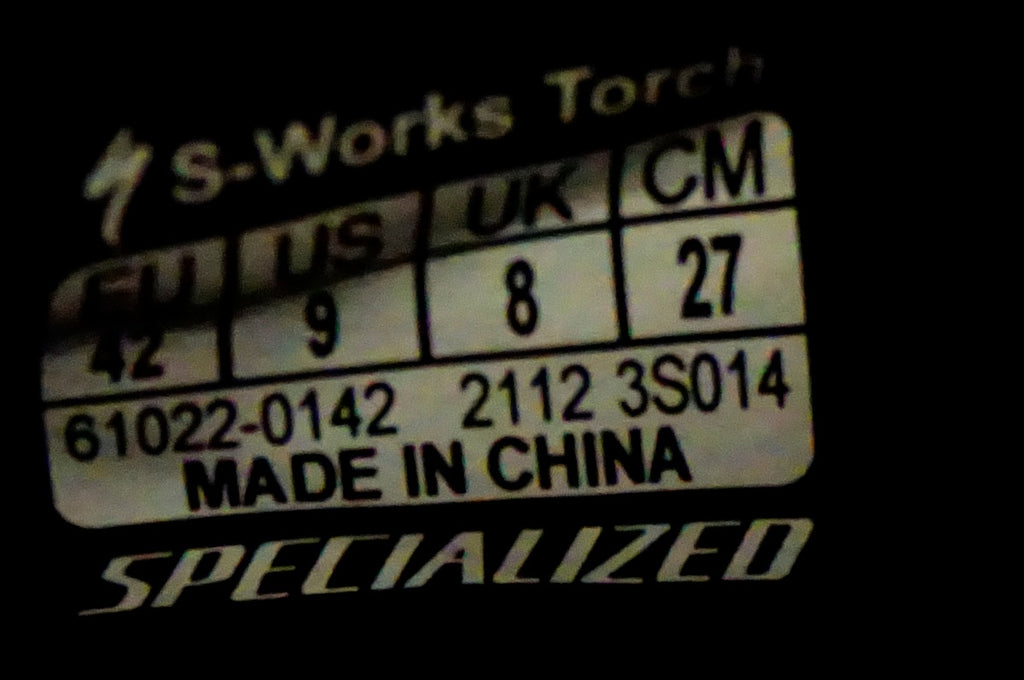 S-Works Torch
EU US UK CM
42 9 8 27
61022-0142 2112 3S014
MADE IN CHINA
SPECIALIZED